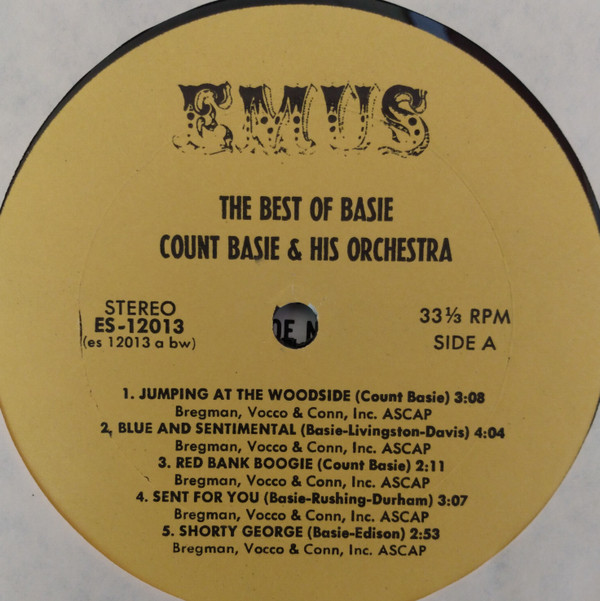 EMUS
THE BEST OF BASIE
COUNT BASIE & HIS ORCHESTRA
STEREO
ES-12013
(es 12013 a bw)
33⅓ RPM
SIDE A
1. JUMPING AT THE WOODSIDE (Count Basie) 3:08
Bregman, Vocco & Conn, Inc. ASCAP
2, BLUE AND SENTIMENTAL (Basie-Livingston-Davis) 4:04
Bregman, Vocco & Conn, Inc. ASCAP
3. RED BANK BOOGIE (Count Basie) 2:11
Bregman, Vocco & Conn, Inc. ASCAP
4. SENT FOR YOU (Basie-Rushing-Durham) 3:07
Bregman, Vocco & Conn, Inc. ASCAP
5. SHORTY GEORGE (Basie-Edison) 2:53
Bregman, Vocco & Conn, Inc. ASCAP